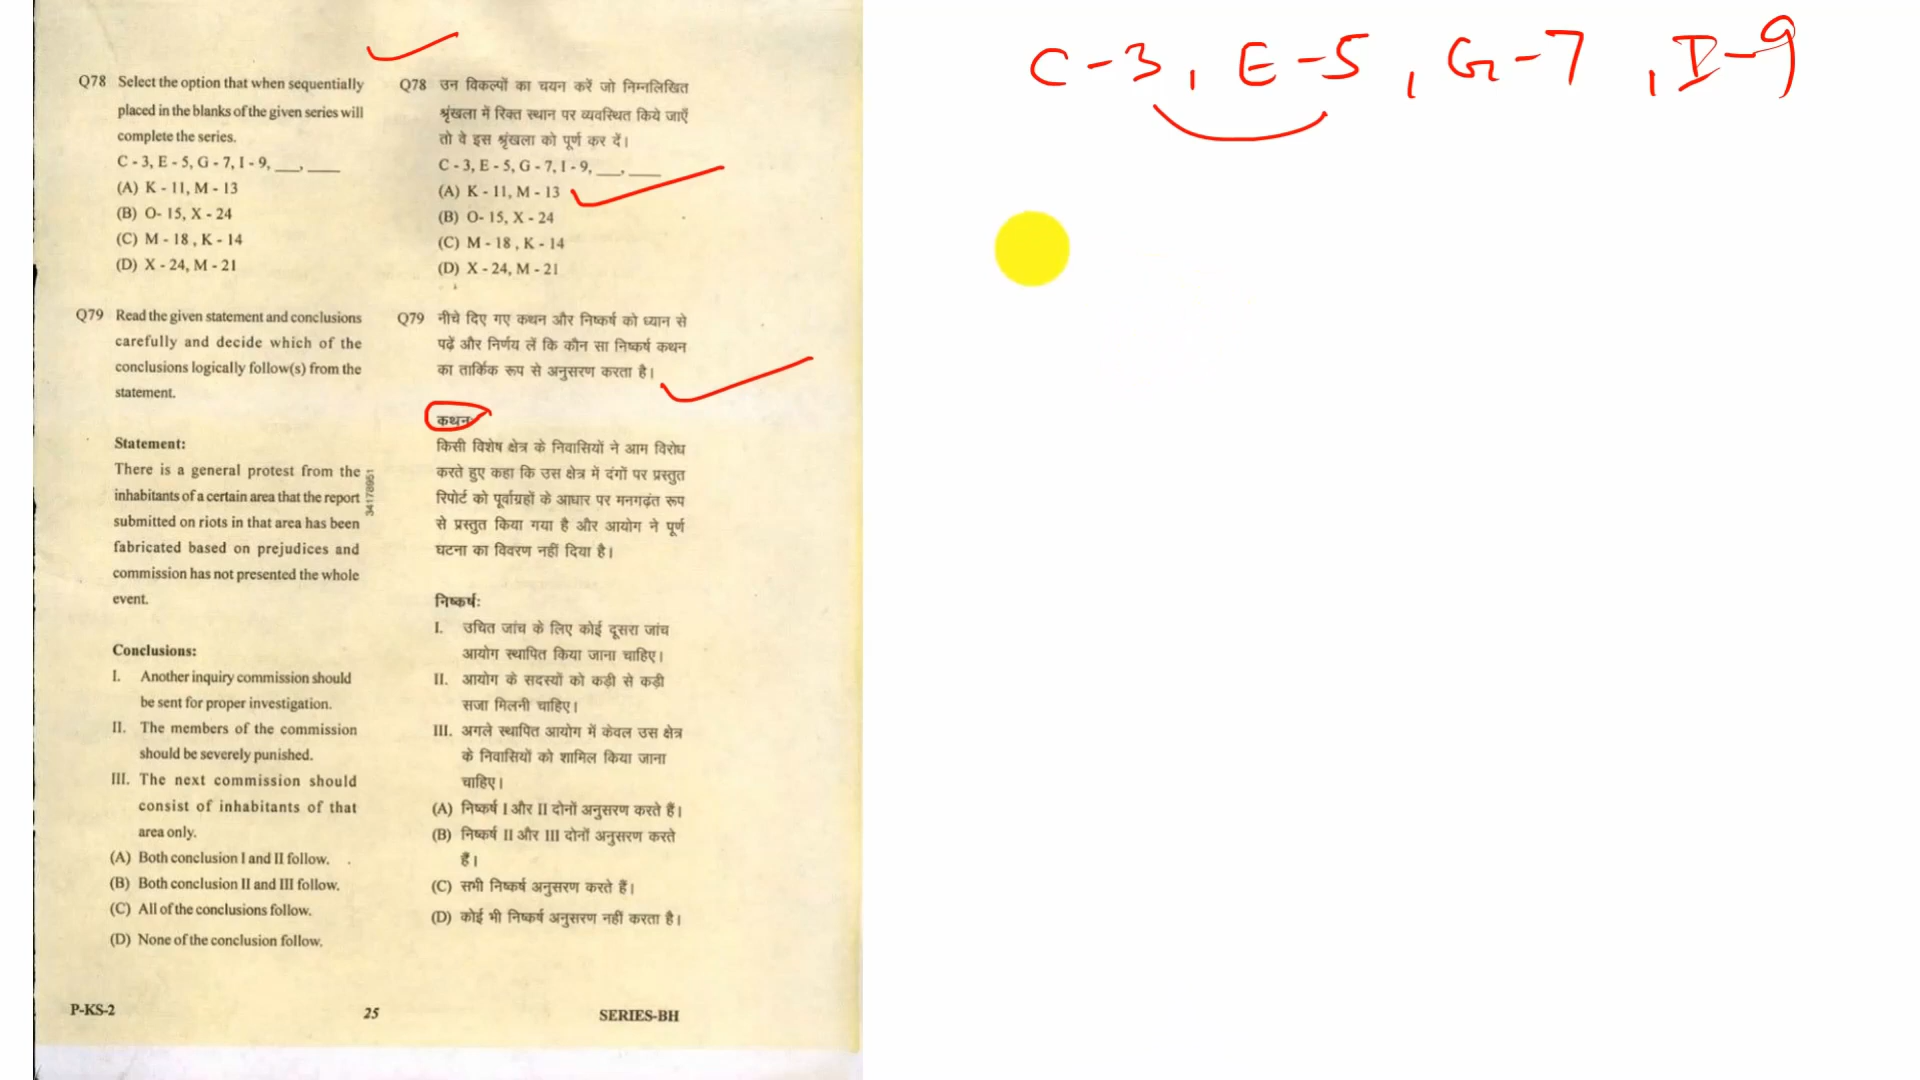 Q78 Select the option that when sequentially
placed in the blanks of the given series will
complete the series.
C - 3, E - 5, G - 7, I - 9, ___, ____
(A) K - 11, M - 13
(B) O- 15, X - 24
(C) M - 18 , K - 14
(D) X - 24, M - 21
Q79 Read the given statement and conclusions
carefully and decide which of the
conclusions logically follow(s) from the
statement.
Statement:
There is a general protest from the
inhabitants of a certain area that the report
submitted on riots in that area has been
fabricated based on prejudices and
commission has not presented the whole
event.
Conclusions:
I. Another inquiry commission should
be sent for proper investigation.
II. The members of the commission
should be severely punished.
III. The next commission should
consist of inhabitants of that
area only.
(A) Both conclusion I and II follow.
(B) Both conclusion II and III follow.
(C) All of the conclusions follow.
(D) None of the conclusion follow.
34178951
Q78 उन विकल्पों का चयन करें जो निम्नलिखित
श्रृंखला में रिक्त स्थान पर व्यवस्थित किये जाएँ
तो वे इस श्रृंखला को पूर्ण कर दें।
C - 3, E - 5, G - 7, I - 9, ___, ____
(A) K - 11, M - 13
(B) O- 15, X - 24
(C) M - 18 , K - 14
(D) X - 24, M - 21
Q79 नीचे दिए गए कथन और निष्कर्ष को ध्यान से
पढ़ें और निर्णय लें कि कौन सा निष्कर्ष कथन
का तार्किक रूप से अनुसरण करता है।
कथन:
किसी विशेष क्षेत्र के निवासियों ने आम विरोध
करते हुए कहा कि उस क्षेत्र में दंगों पर प्रस्तुत
रिपोर्ट को पूर्वाग्रहों के आधार पर मनगढ़ंत रूप
से प्रस्तुत किया गया है और आयोग ने पूर्ण
घटना का विवरण नहीं दिया है।
निष्कर्ष:
I. उचित जांच के लिए कोई दूसरा जांच
आयोग स्थापित किया जाना चाहिए।
II. आयोग के सदस्यों को कड़ी से कड़ी
सजा मिलनी चाहिए।
III. अगले स्थापित आयोग में केवल उस क्षेत्र
के निवासियों को शामिल किया जाना
चाहिए।
(A) निष्कर्ष I और II दोनों अनुसरण करते हैं।
(B) निष्कर्ष II और III दोनों अनुसरण करते
हैं।
(C) सभी निष्कर्ष अनुसरण करते हैं।
(D) कोई भी निष्कर्ष अनुसरण नहीं करता है।
P-KS-2 25 SERIES-BH
C-3, E-5, G-7, I-9